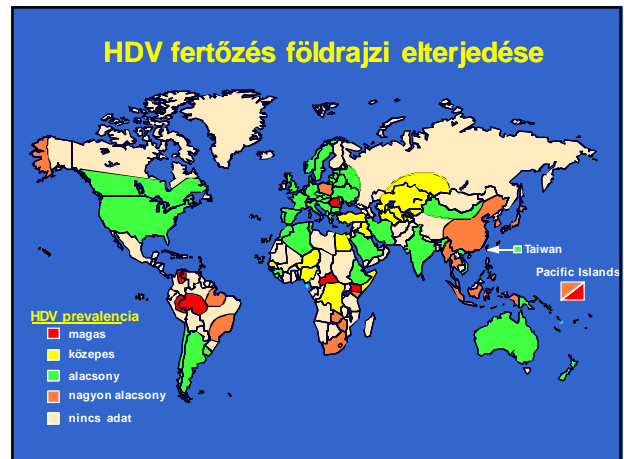 HDV fertőzés földrajzi elterjedése
Taiwan
Pacific Islands
HDV prevalencia
magas
közepes
alacsony
nagyon alacsony
nincs adat